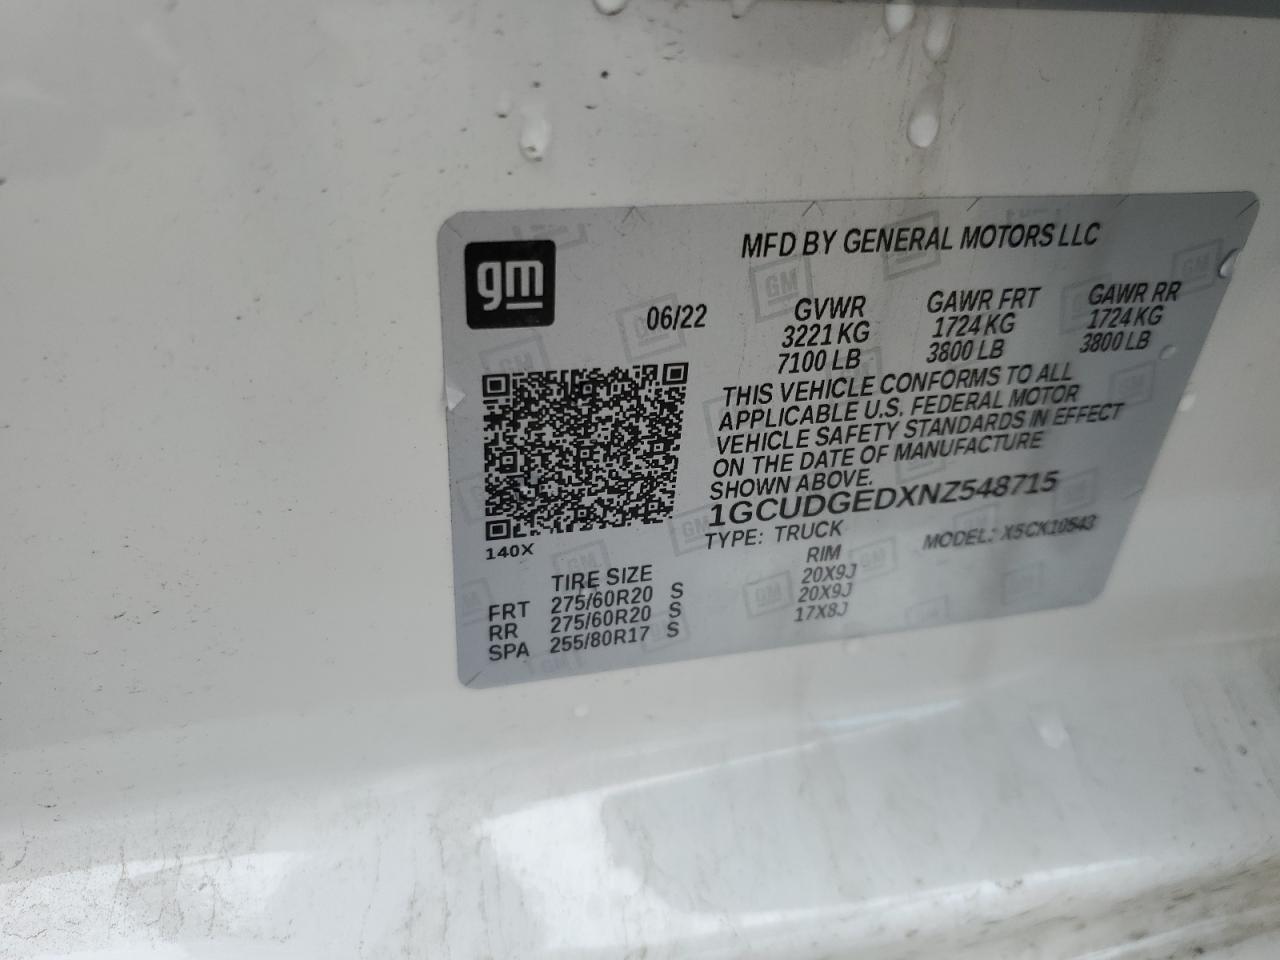 gm
MFD BY GENERAL MOTORS LLC
06/22
GVWR GAWR FRT GAWR RR
3221 KG 1724 KG 1724 KG
7100 LB 3800 LB 3800 LB
THIS VEHICLE CONFORMS TO ALL
APPLICABLE U.S. FEDERAL MOTOR
VEHICLE SAFETY STANDARDS IN EFFECT
ON THE DATE OF MANUFACTURE
SHOWN ABOVE.
1GCUDGEDXNZ548715
TYPE: TRUCK MODEL: X5CK10543
140X
TIRE SIZE RIM
FRT 275/60R20 S 20X9J
RR 275/60R20 S 20X9J
SPA 255/80R17 S 17X8J